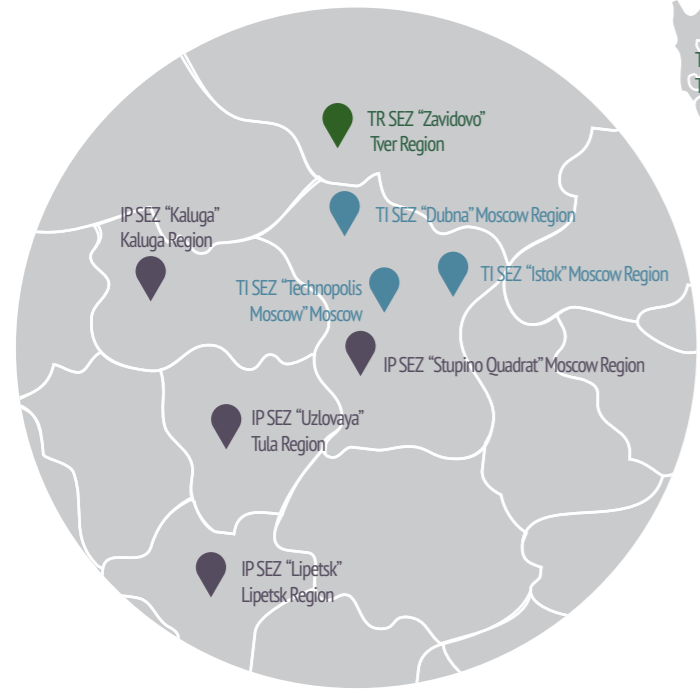 TR SEZ “Zavidovo”
Tver Region
IP SEZ “Kaluga”
Kaluga Region
TI SEZ “Dubna” Moscow Region
TI SEZ “Technopolis
Moscow” Moscow
TI SEZ “Istok” Moscow Region
IP SEZ “Stupino Quadrat” Moscow Region
IP SEZ “Uzlovaya”
Tula Region
IP SEZ “Lipetsk”
Lipetsk Region